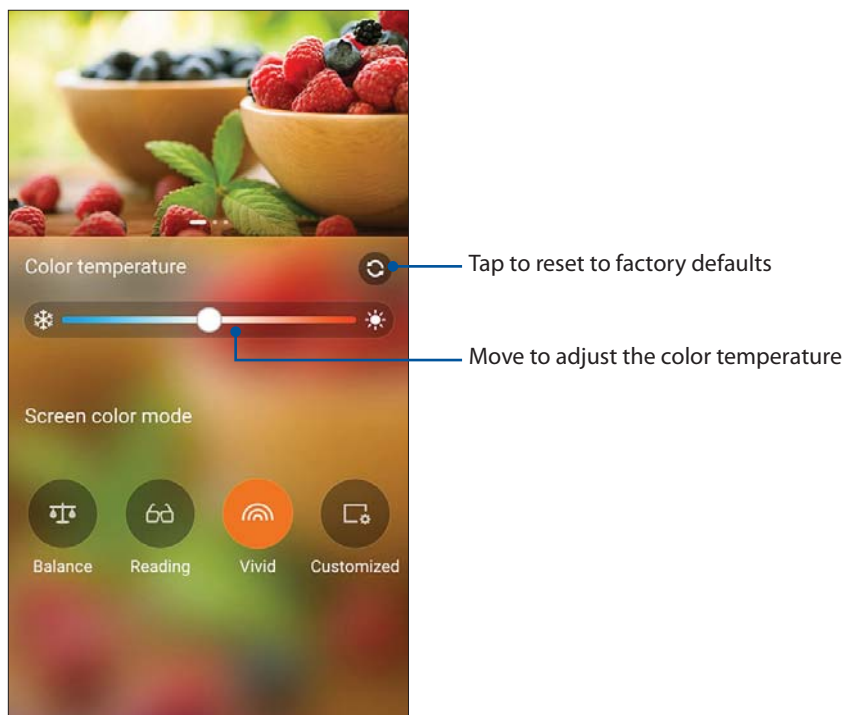 Color temperature
Tap to reset to factory defaults
Move to adjust the color temperature
Screen color mode
Balance Reading Vivid Customized